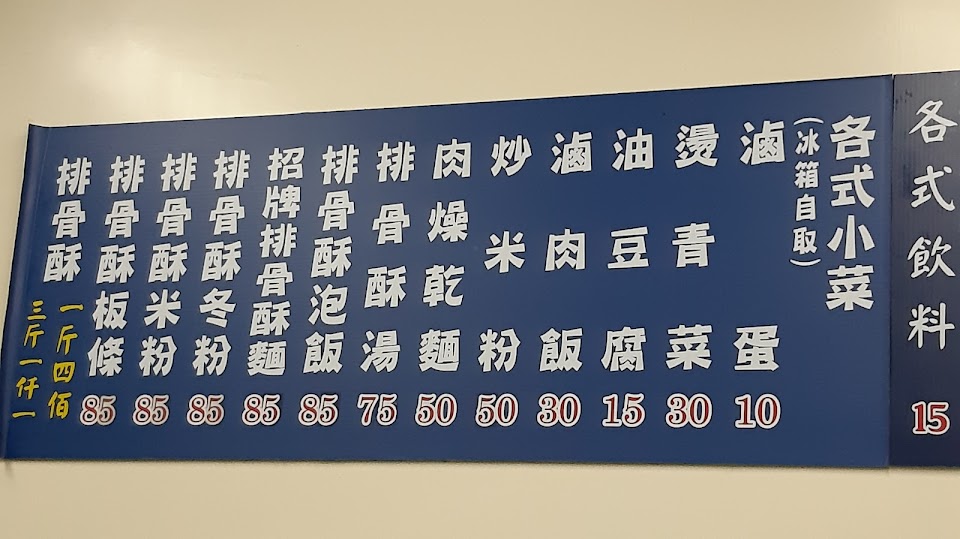 各式飲料 15
各式小菜
(冰箱自取)
滷蛋 10
燙青菜 30
油豆腐 15
滷肉飯 30
炒米粉 50
肉燥乾麵 50
排骨酥湯 75
排骨酥泡飯 85
招牌排骨酥麵 85
排骨酥冬粉 85
排骨酥米粉 85
排骨酥板條 85
排骨酥 一斤四佰
三斤一仟一